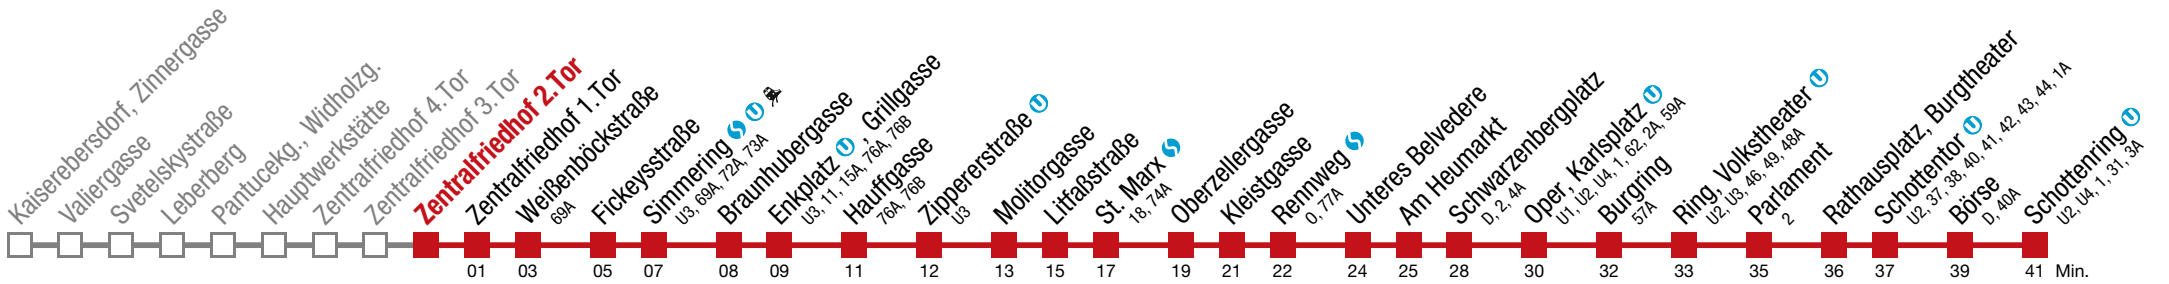 Kaiserebersdorf, Zinnergasse
Valiergasse
Svetelskystraße
Leberberg
Pantucekg., Widholzg.
Hauptwerkstätte
Zentralfriedhof 4.Tor
Zentralfriedhof 3.Tor
Zentralfriedhof 2.Tor
Zentralfriedhof 1.Tor
Weißenböckstraße
69A
Fickeysstraße
Simmering S U
U3, 69A, 72A, 73A
Braunhubergasse
Enkplatz U , Grillgasse
U3, 11, 15A, 76A, 76B
Hauffgasse
76A, 76B
Zippererstraße U
U3
Molitorgasse
Litfaßstraße
St. Marx S
18, 74A
Oberzellergasse
Kleistgasse
Rennweg S
O, 77A
Unteres Belvedere
Am Heumarkt
Schwarzenbergplatz
D, 2, 4A
Oper, Karlsplatz U
U1, U2, U4, 1, 62, 2A, 59A
Burgring
57A
Ring, Volkstheater U
U2, U3, 46, 49, 48A
Parlament
2
Rathausplatz, Burgtheater
Schottentor U
U2, 37, 38, 40, 41, 42, 43, 44, 1A
Börse
D, 40A
Schottenring U
U2, U4, 1, 31, 3A
01 03 05 07 08 09 11 12 13 15 17 19 21 22 24 25 28 30 32 33 35 36 37 39 41 Min.